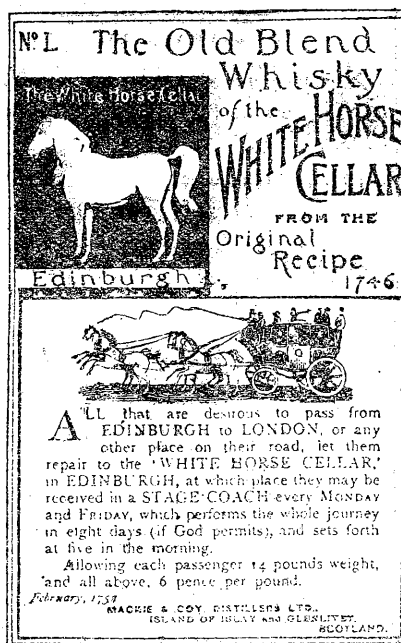 No. L The Old Blend
Whisky
The White Horse Cellar
of the
WHITE HORSE
CELLAR
FROM THE
Original
Recipe
1746
Edinburgh
ALL that are desirous to pass from
EDINBURGH to LONDON, or any
other place on their road, let them
repair to the 'WHITE HORSE CELLAR,'
in EDINBURGH, at which place they may be
received in a STAGE COACH every MONDAY
and FRIDAY, which performs the whole journey
in eight days (if God permits), and sets forth
at five in the morning.
Allowing each passenger 14 pounds weight,
and all above, 6 pence per pound.
February, 1754
MACKIE & COY. DISTILLERS LTD.,
ISLAND OF ISLAY AND GLENLIVET,
SCOTLAND.